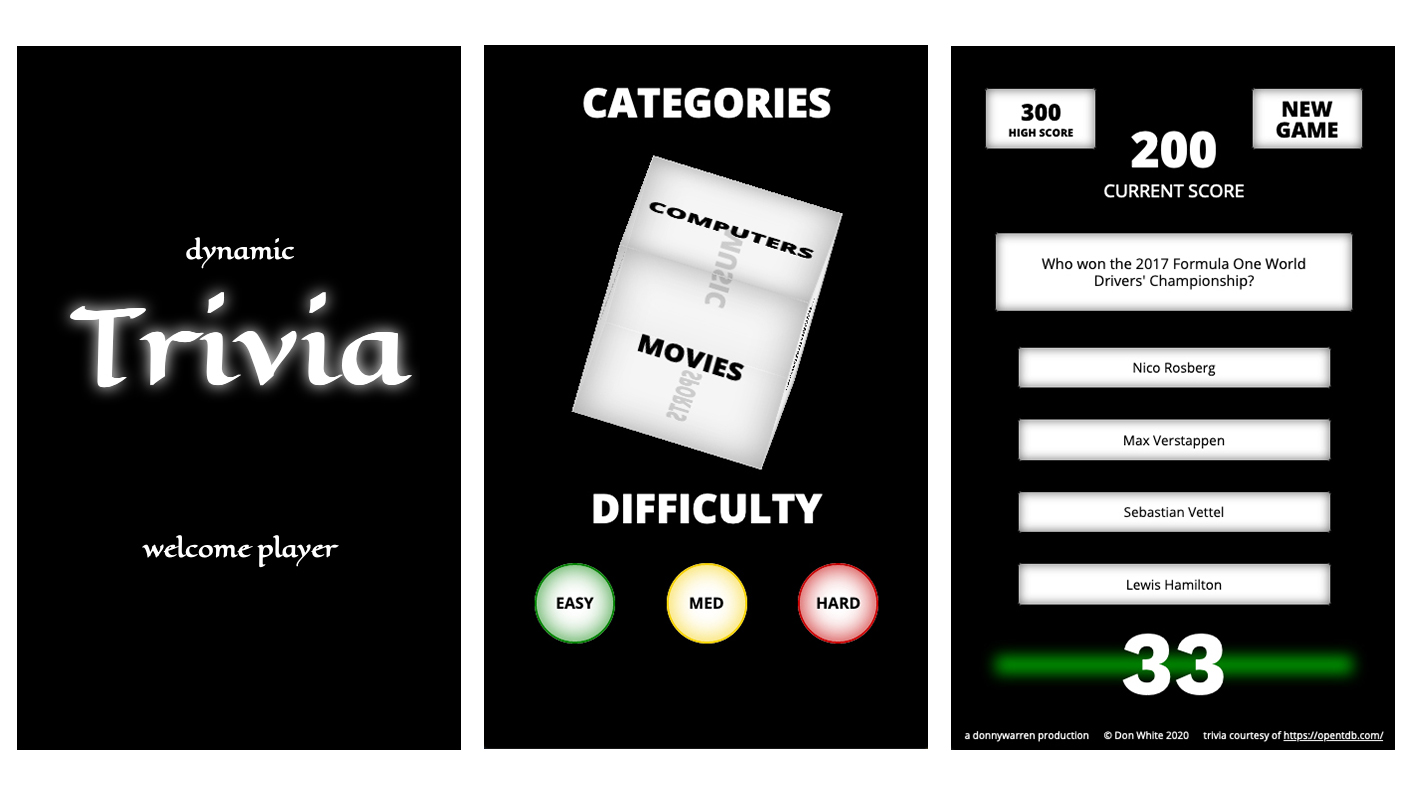 dynamic
Trivia
welcome player
CATEGORIES
COMPUTERS
MUSIC
MOVIES
SPORTS
DIFFICULTY
EASY
MED
HARD
300
HIGH SCORE
NEW
GAME
200
CURRENT SCORE
Who won the 2017 Formula One World
Drivers' Championship?
Nico Rosberg
Max Verstappen
Sebastian Vettel
Lewis Hamilton
33
a donnywarren production © Don White 2020 trivia courtesy of https://opentdb.com/